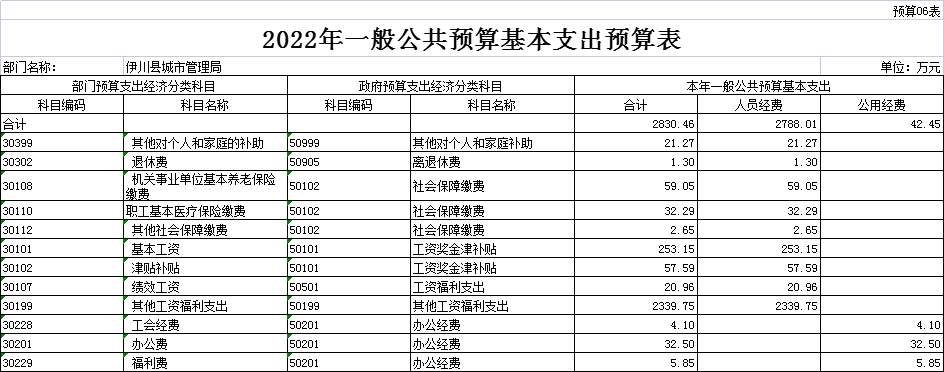 预算06表
2022年一般公共预算基本支出预算表
部门名称： 伊川县城市管理局 单位：万元
部门预算支出经济分类科目 政府预算支出经济分类科目 本年一般公共预算基本支出
科目编码 科目名称 科目编码 科目名称 合计 人员经费 公用经费
合计 2830.46 2788.01 42.45
30399 其他对个人和家庭的补助 50999 其他对个人和家庭补助 21.27 21.27
30302 退休费 50905 离退休费 1.30 1.30
30108 机关事业单位基本养老保险 50102 社会保障缴费 59.05 59.05
缴费
30110 职工基本医疗保险缴费 50102 社会保障缴费 32.29 32.29
30112 其他社会保障缴费 50102 社会保障缴费 2.65 2.65
30101 基本工资 50101 工资奖金津补贴 253.15 253.15
30102 津贴补贴 50101 工资奖金津补贴 57.59 57.59
30107 绩效工资 50501 工资福利支出 20.96 20.96
30199 其他工资福利支出 50199 其他工资福利支出 2339.75 2339.75
30228 工会经费 50201 办公经费 4.10 4.10
30201 办公费 50201 办公经费 32.50 32.50
30229 福利费 50201 办公经费 5.85 5.85